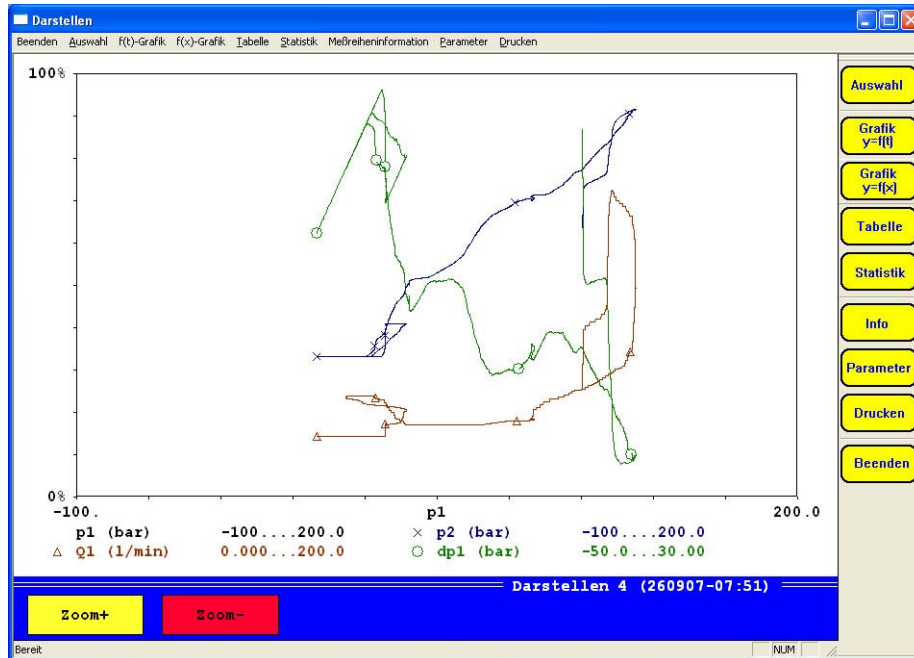 Darstellen
Beenden Auswahl f(t)-Grafik f(x)-Grafik Tabelle Statistik Meßreiheninformation Parameter Drucken
100%
0%
-100. p1 200.0
p1 (bar) -100....200.0 × p2 (bar) -100....200.0
△ Q1 (l/min) 0.000...200.0 ○ dp1 (bar) -50.0...30.00
Auswahl
Grafik
y=f(t)
Grafik
y=f(x)
Tabelle
Statistik
Info
Parameter
Drucken
Beenden
Darstellen 4 (260907-07:51)
Zoom+ Zoom-
Bereit NUM